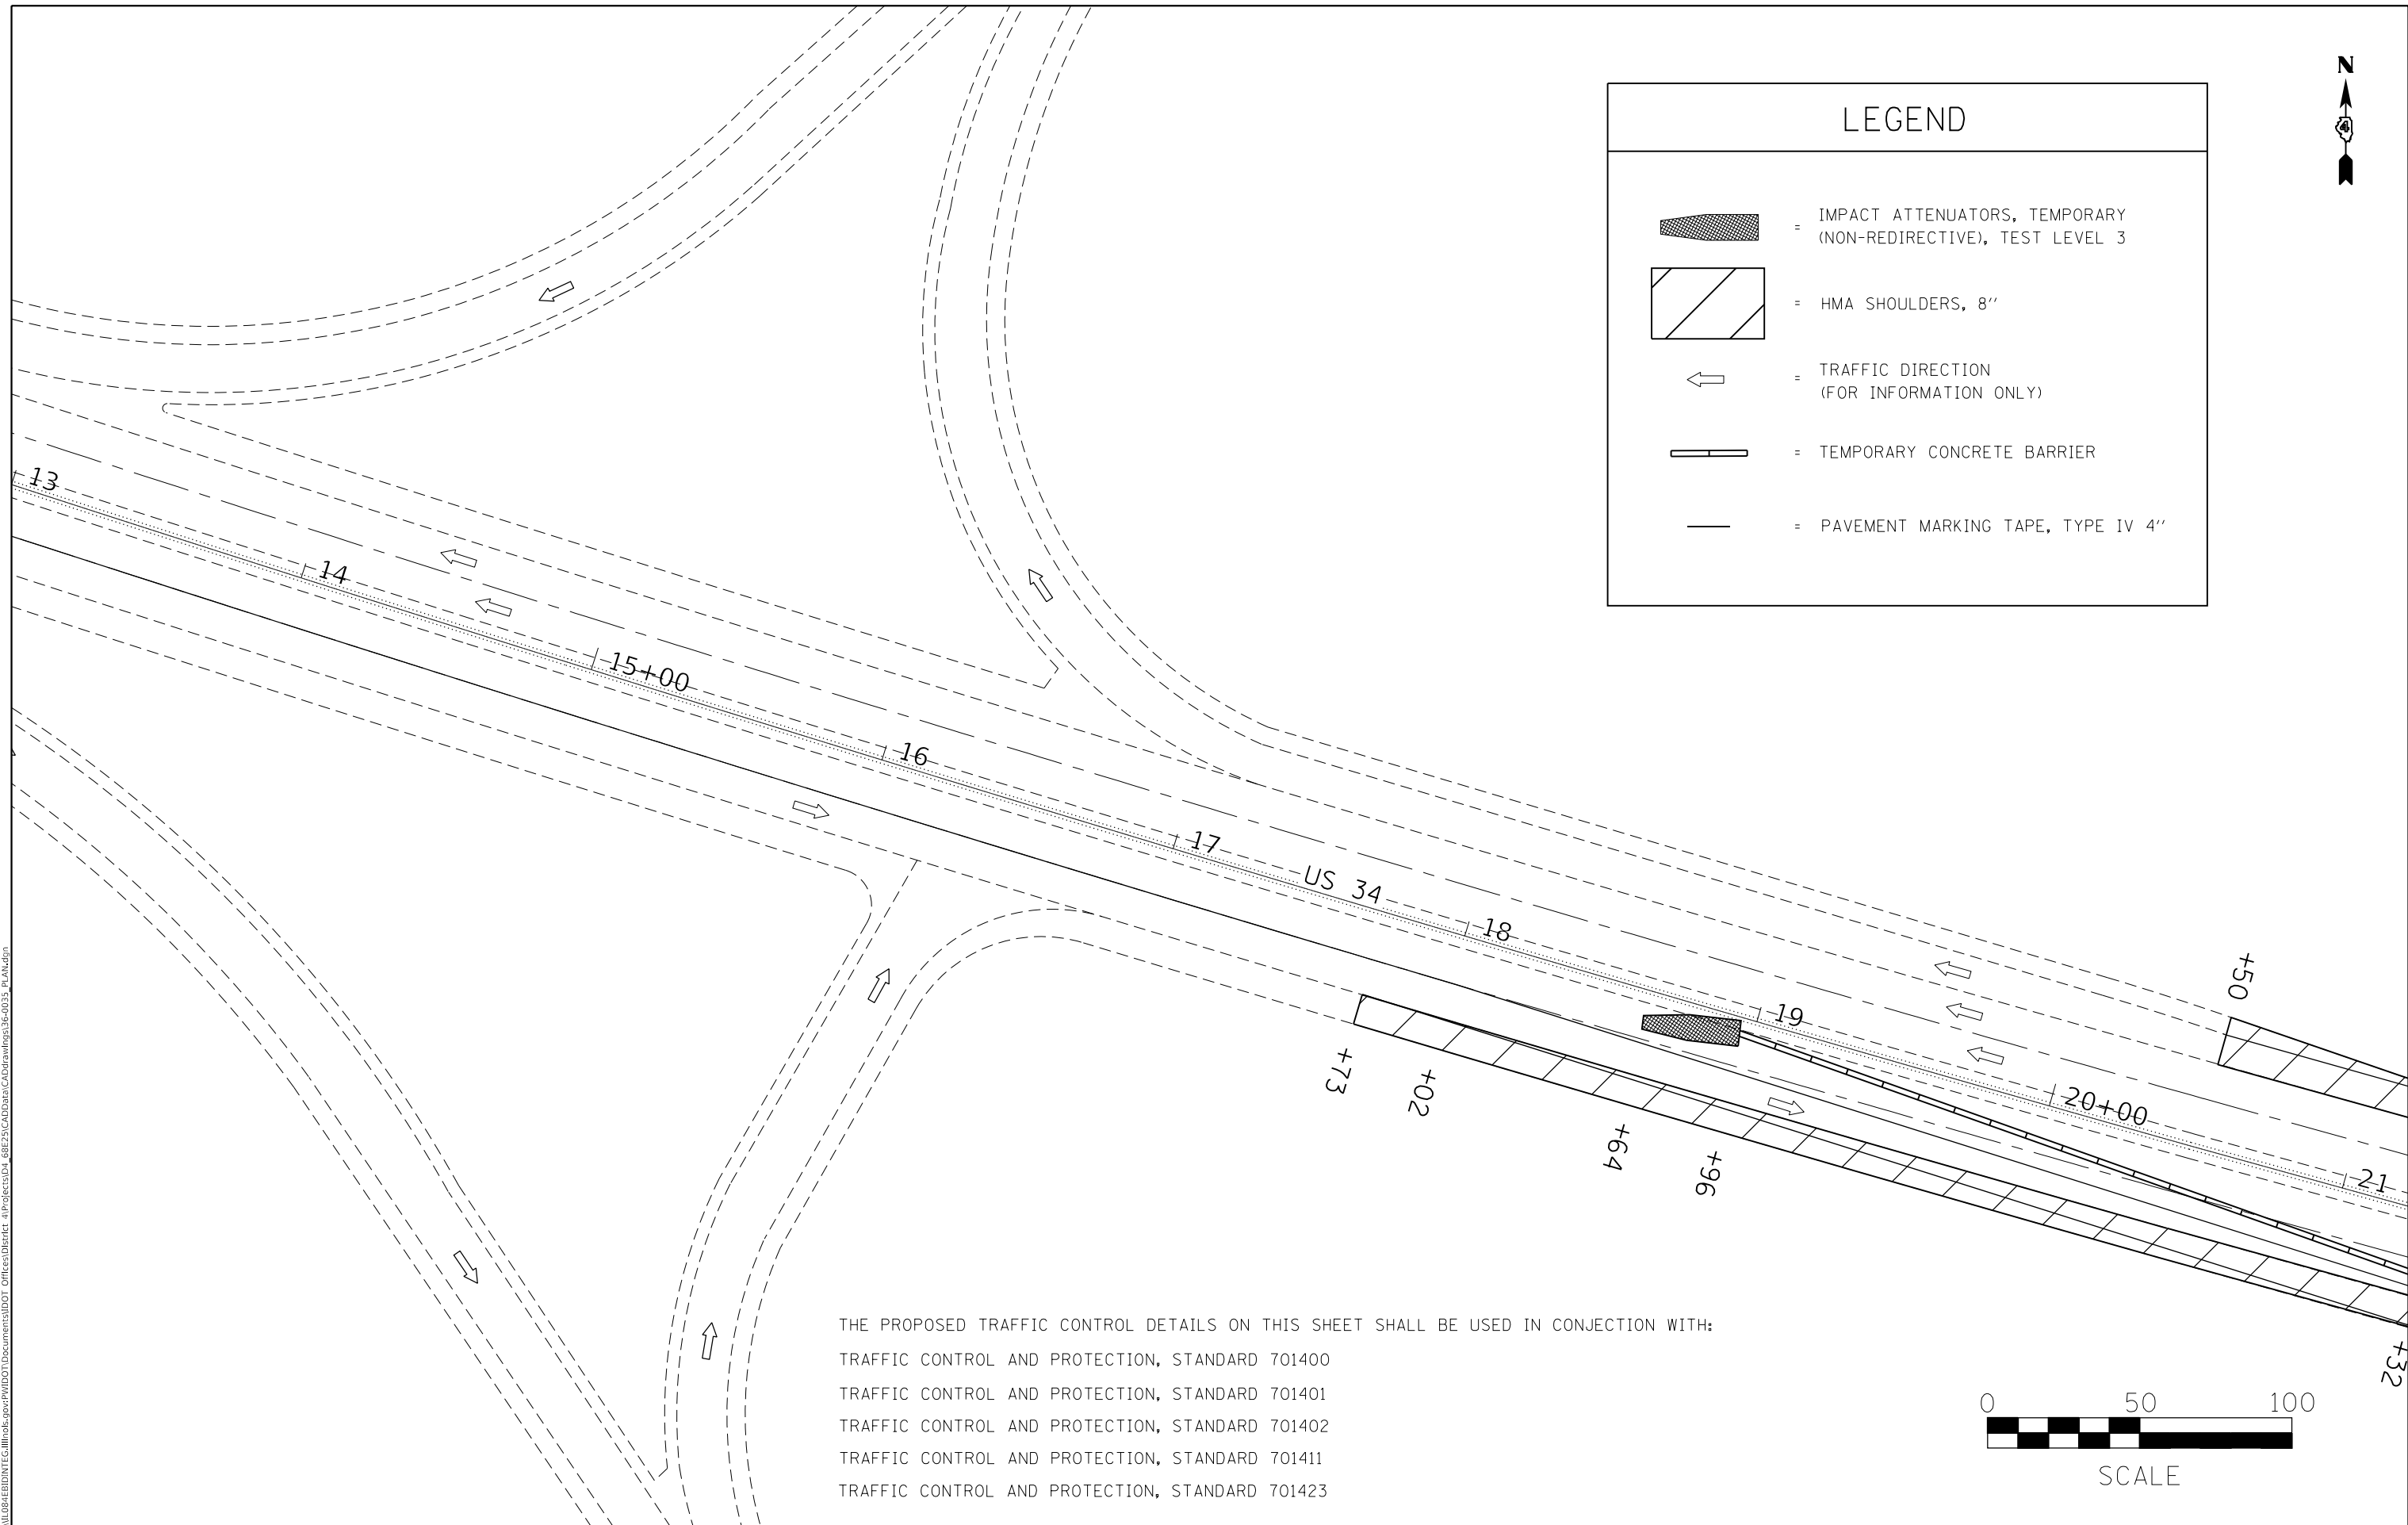 N
4
LEGEND
= IMPACT ATTENUATORS, TEMPORARY
(NON-REDIRECTIVE), TEST LEVEL 3
= HMA SHOULDERS, 8''
= TRAFFIC DIRECTION
(FOR INFORMATION ONLY)
= TEMPORARY CONCRETE BARRIER
= PAVEMENT MARKING TAPE, TYPE IV 4''
13
14
15+00
16
17
US 34
18
19
20+00
21
+50
+73
+02
+64
+96
+32
THE PROPOSED TRAFFIC CONTROL DETAILS ON THIS SHEET SHALL BE USED IN CONJECTION WITH:
TRAFFIC CONTROL AND PROTECTION, STANDARD 701400
TRAFFIC CONTROL AND PROTECTION, STANDARD 701401
TRAFFIC CONTROL AND PROTECTION, STANDARD 701402
TRAFFIC CONTROL AND PROTECTION, STANDARD 701411
TRAFFIC CONTROL AND PROTECTION, STANDARD 701423
0 50 100
SCALE